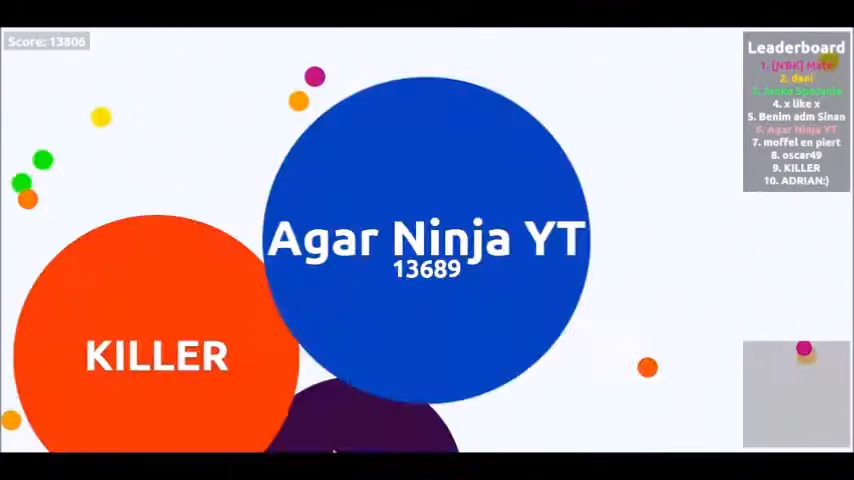 Score: 13806
Leaderboard
1. [NBK] Mate
2. dani
4. x like x
5. Benim adm Sinan
6. Agar Ninja YT
7. moffel en piert
8. oscar49
9. KILLER
10. ADRIAN:)
Agar Ninja YT
13689
KILLER